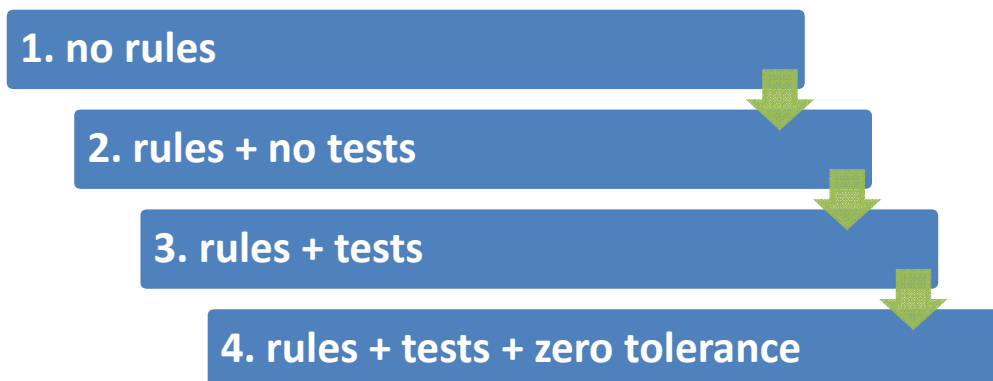 1. no rules
2. rules + no tests
3. rules + tests
4. rules + tests + zero tolerance